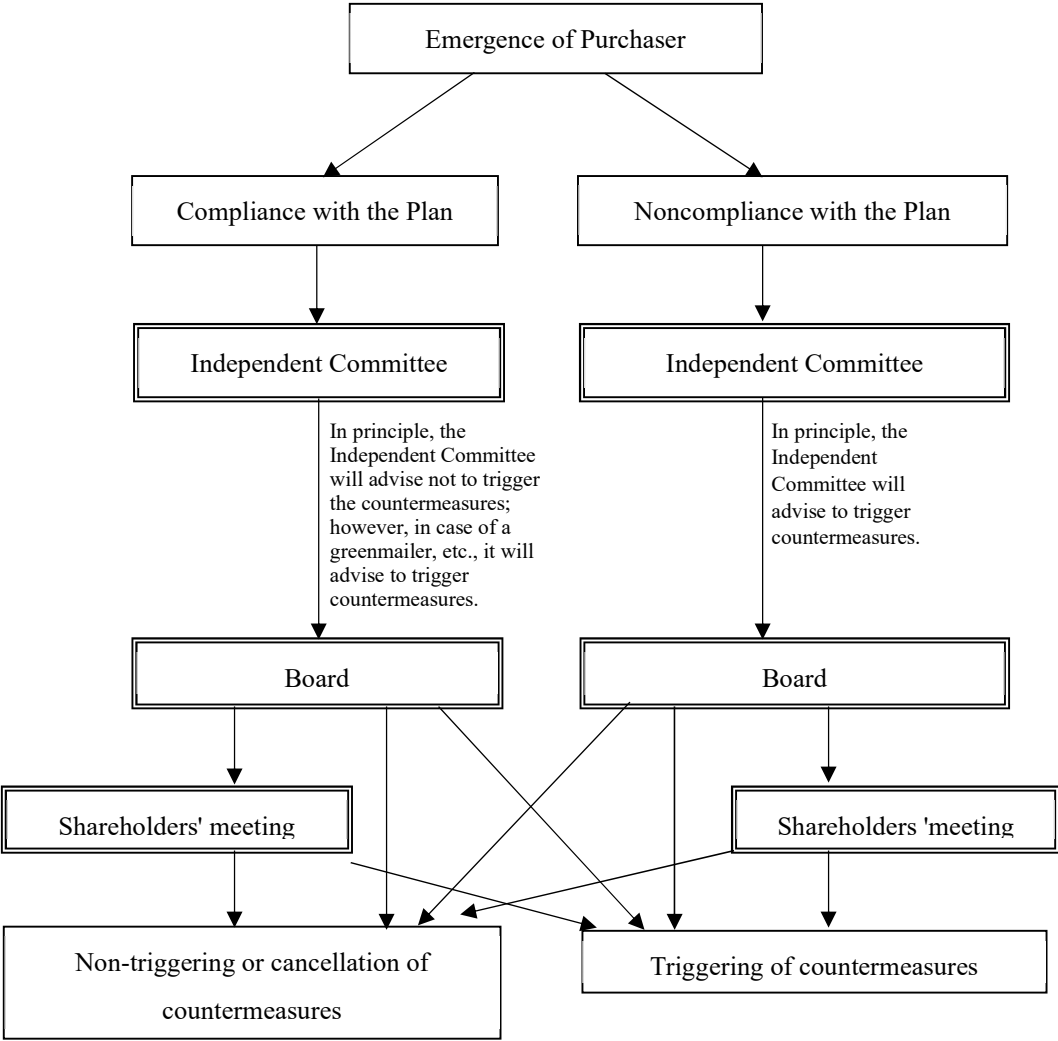 Emergence of Purchaser
Compliance with the Plan
Noncompliance with the Plan
Independent Committee
Independent Committee
In principle, the
Independent Committee
will advise not to trigger
the countermeasures;
however, in case of a
greenmailer, etc., it will
advise to trigger
countermeasures.
In principle, the
Independent
Committee will
advise to trigger
countermeasures.
Board
Board
Shareholders' meeting
Shareholders 'meeting
Non-triggering or cancellation of
countermeasures
Triggering of countermeasures